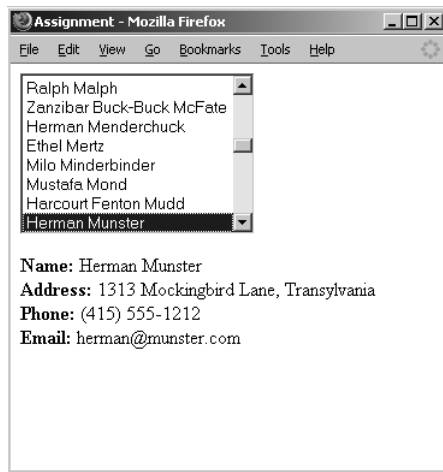 Assignment - Mozilla Firefox
File Edit View Go Bookmarks Tools Help
Ralph Malph
Zanzibar Buck-Buck McFate
Herman Menderchuck
Ethel Mertz
Milo Minderbinder
Mustafa Mond
Harcourt Fenton Mudd
Herman Munster
Name: Herman Munster
Address: 1313 Mockingbird Lane, Transylvania
Phone: (415) 555-1212
Email: herman@munster.com